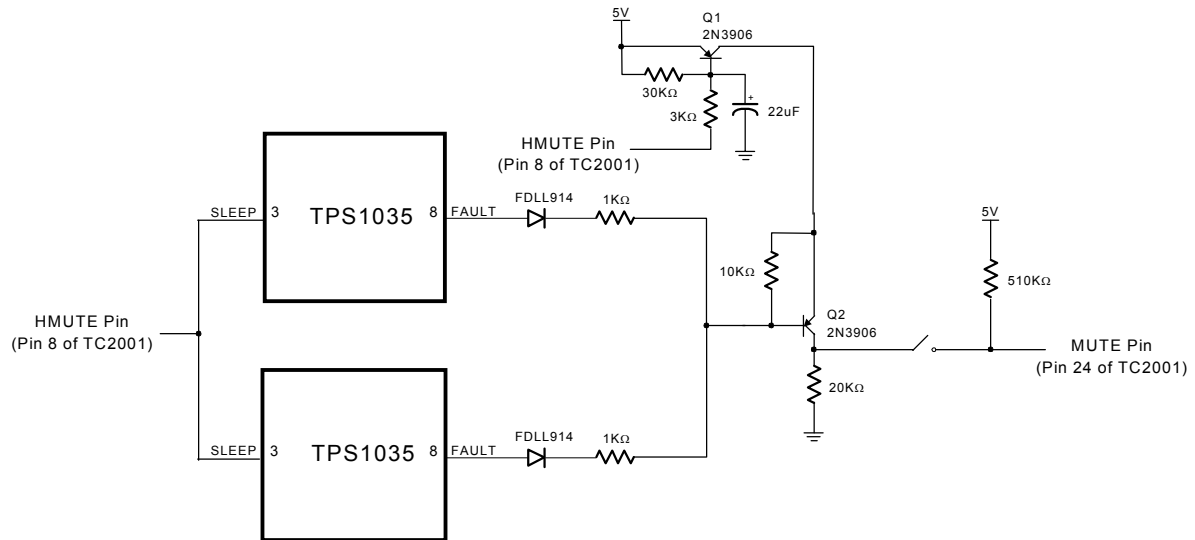 5V
Q1
2N3906
30KΩ
3KΩ
+
22uF
HMUTE Pin
(Pin 8 of TC2001)
SLEEP
3
TPS1035
8
FAULT
FDLL914
1KΩ
5V
10KΩ
510KΩ
Q2
2N3906
HMUTE Pin
(Pin 8 of TC2001)
MUTE Pin
(Pin 24 of TC2001)
20KΩ
SLEEP
3
TPS1035
8
FAULT
FDLL914
1KΩ